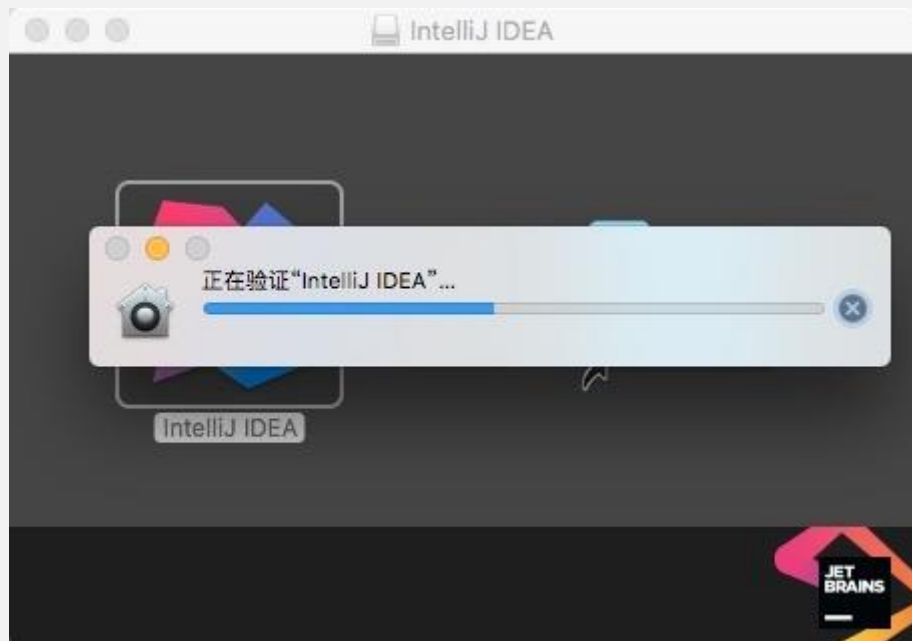 IntelliJ IDEA
正在验证“IntelliJ IDEA”...
IntelliJ IDEA
JET
BRAINS